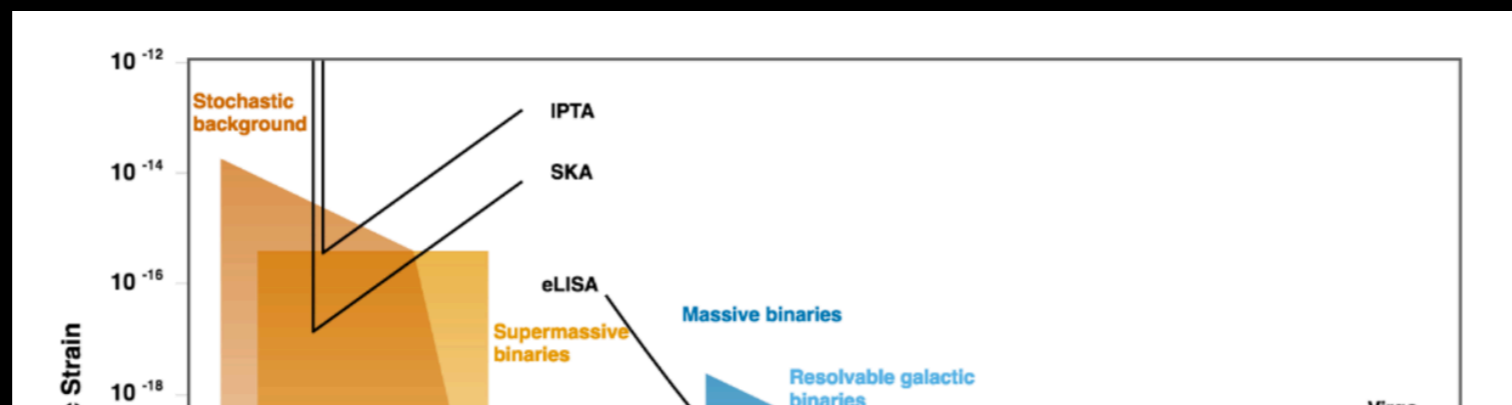 10 -12
Stochastic
background
IPTA
10 -14
SKA
10 -16
eLISA
Massive binaries
Supermassive
binaries
Strain
Resolvable galactic
binaries
10 -18